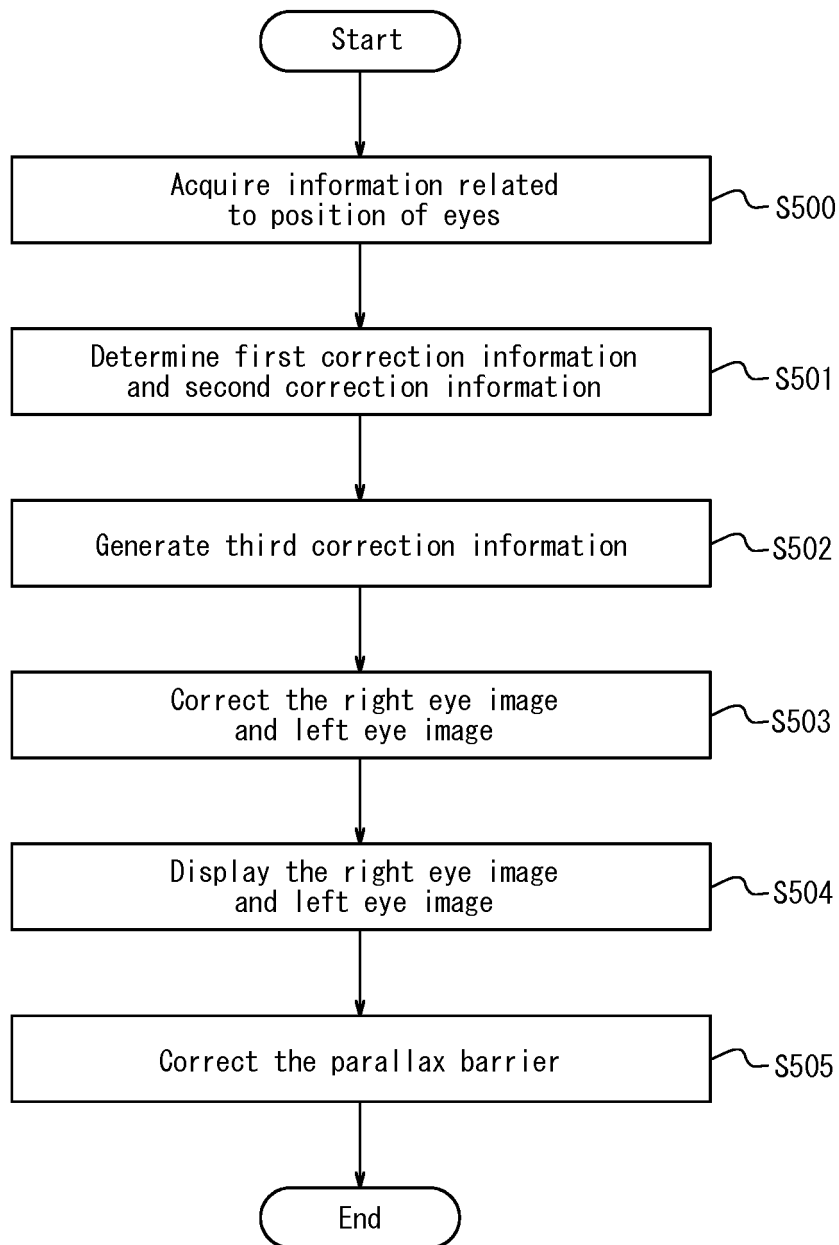 Start
Acquire information related
to position of eyes
S500
Determine first correction information
and second correction information
S501
Generate third correction information
S502
Correct the right eye image
and left eye image
S503
Display the right eye image
and left eye image
S504
Correct the parallax barrier
S505
End